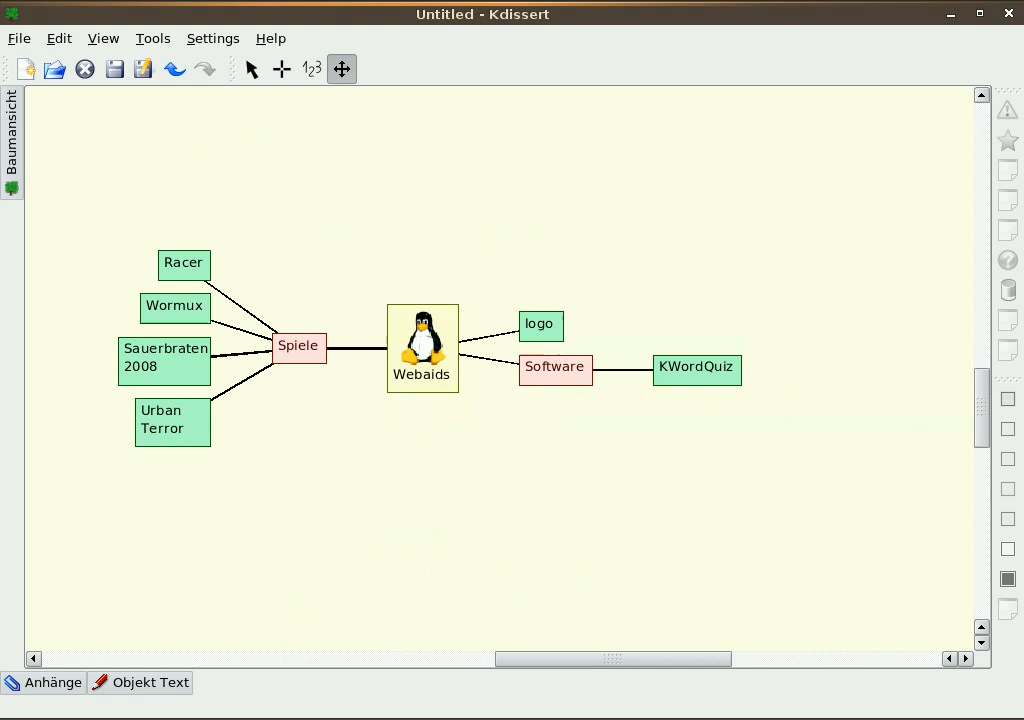 Untitled - Kdissert
File Edit View Tools Settings Help
123
Baumansicht
Racer
Wormux
Sauerbraten
2008
Urban
Terror
Spiele
Webaids
logo
Software
KWordQuiz
Anhänge Objekt Text